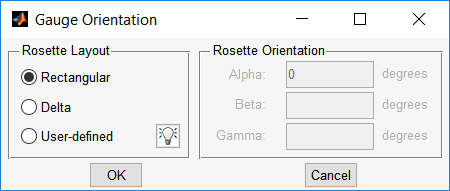 Gauge Orientation
Rosette Layout
Rosette Orientation
Rectangular
Alpha: 0 degrees
Delta
Beta: degrees
User-defined
Gamma: degrees
OK
Cancel